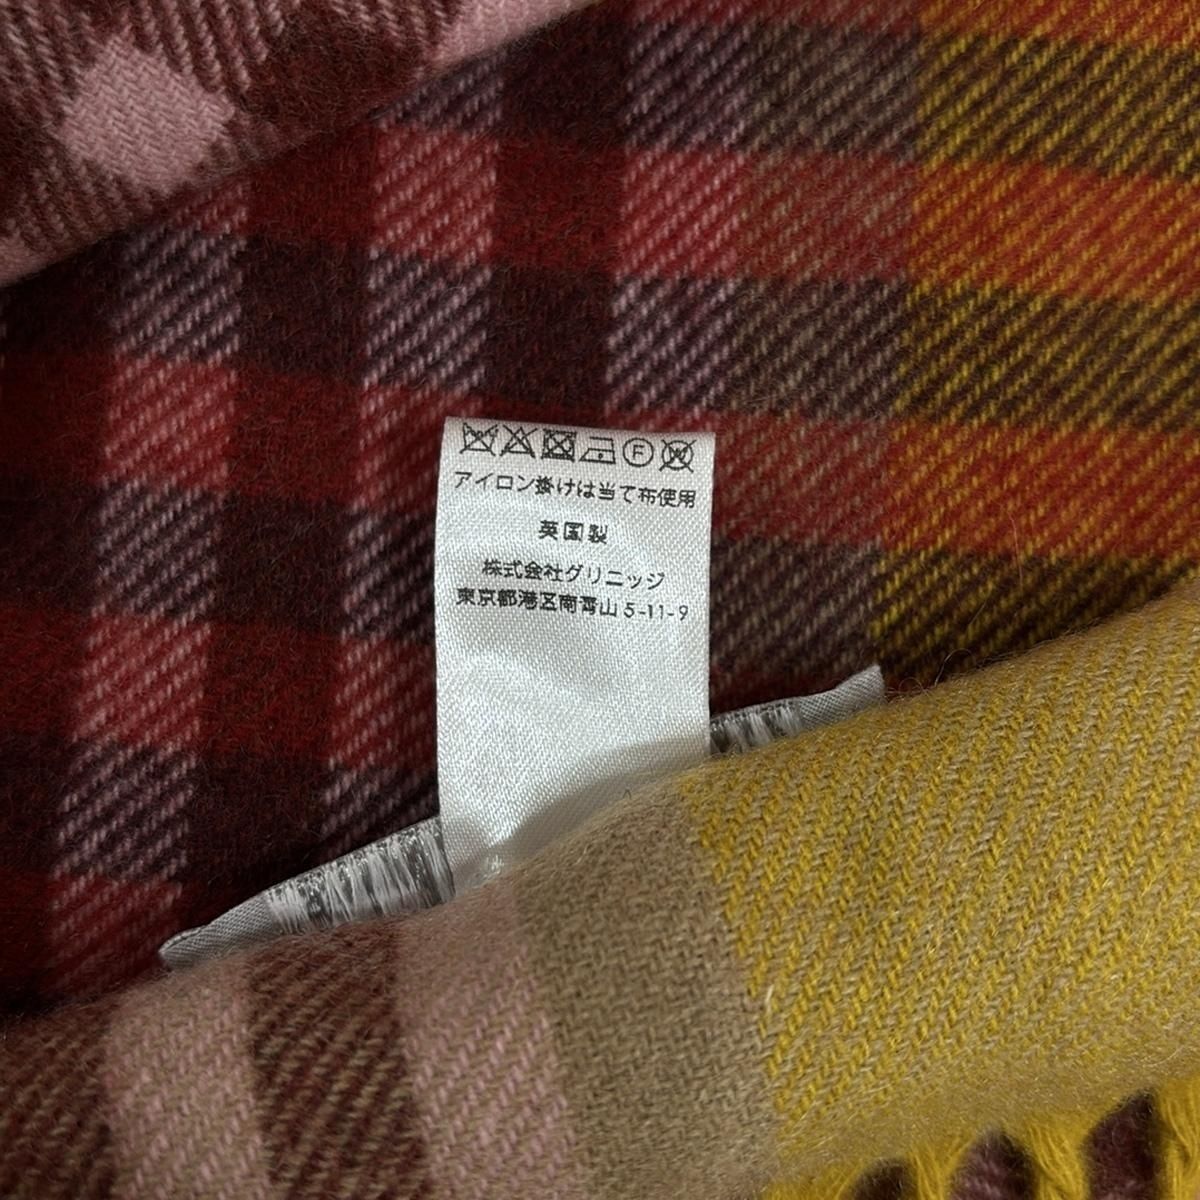 F W
アイロン掛けは当て布使用
英国製
株式会社グリニッジ
東京都港区南青山5-11-9